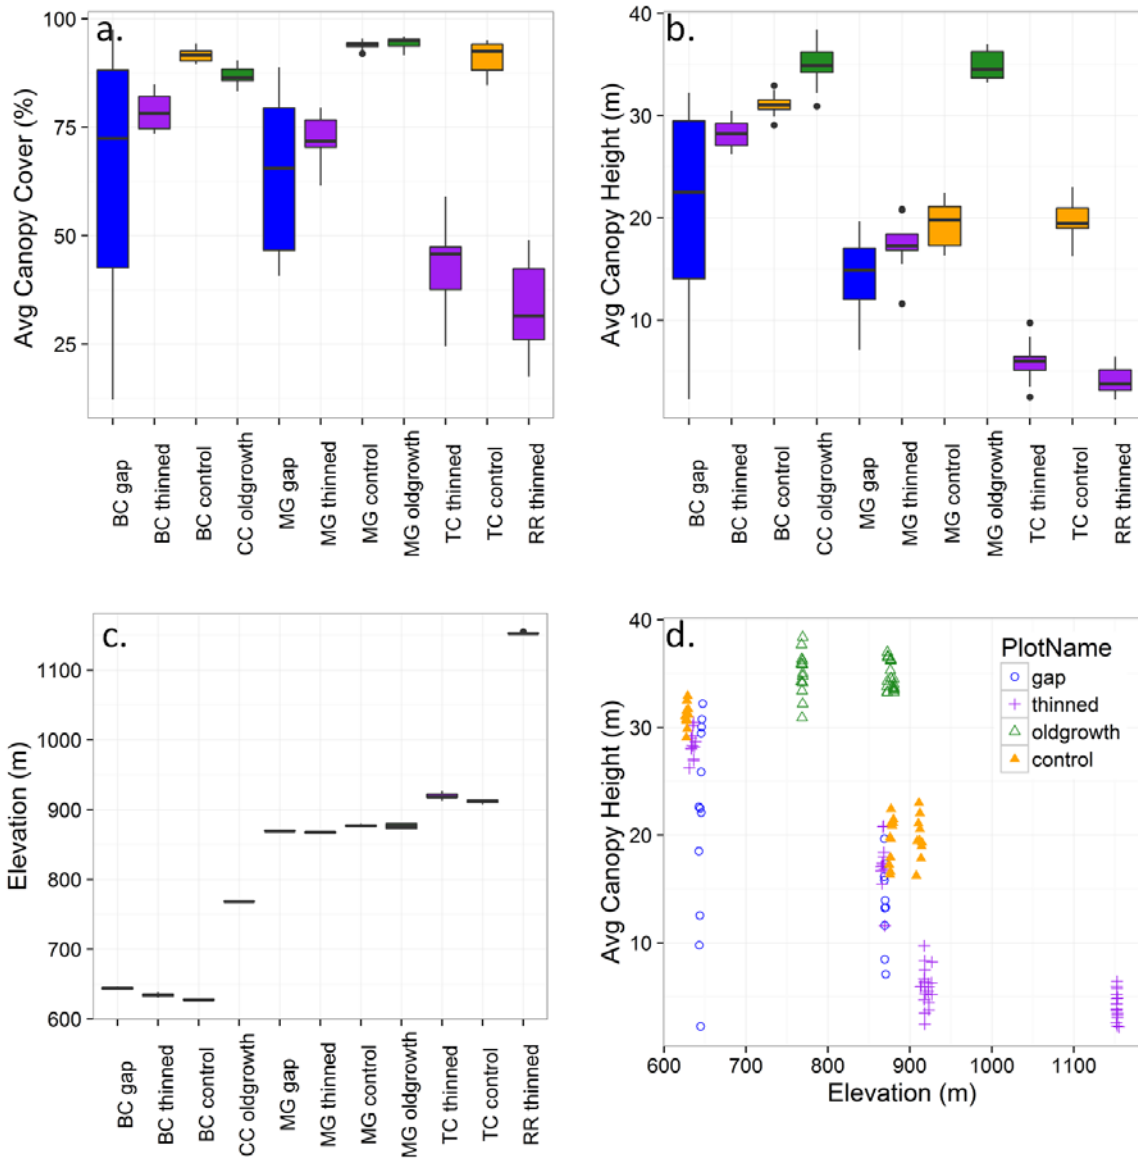 a.
Avg Canopy Cover (%)
100
75
50
25
BC gap
BC thinned
BC control
CC oldgrowth
MG gap
MG thinned
MG control
MG oldgrowth
TC thinned
TC control
RR thinned
b.
Avg Canopy Height (m)
40
30
20
10
BC gap
BC thinned
BC control
CC oldgrowth
MG gap
MG thinned
MG control
MG oldgrowth
TC thinned
TC control
RR thinned
c.
Elevation (m)
1100
1000
900
800
700
600
BC gap
BC thinned
BC control
CC oldgrowth
MG gap
MG thinned
MG control
MG oldgrowth
TC thinned
TC control
RR thinned
d.
Avg Canopy Height (m)
40
30
20
10
PlotName
gap
thinned
oldgrowth
control
600 700 800 900 1000 1100
Elevation (m)